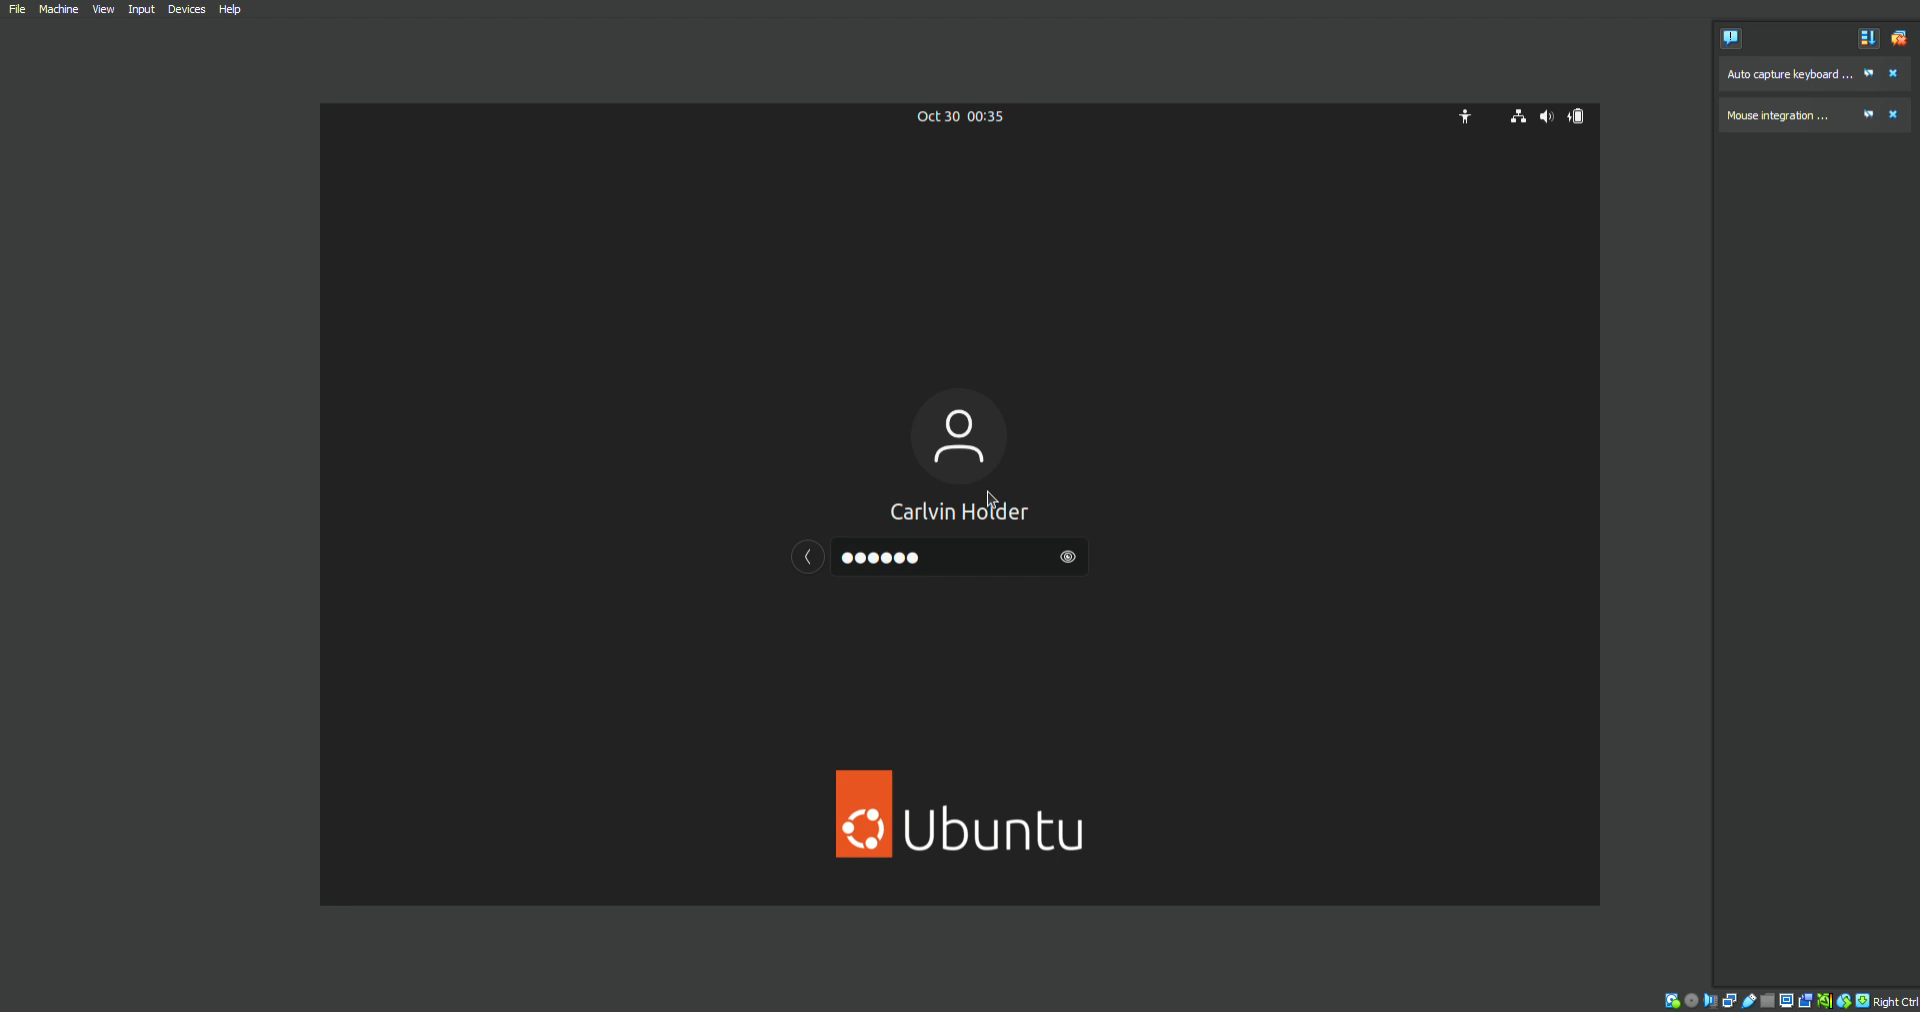 File Machine View Input Devices Help
Auto capture keyboard ...
Mouse integration ...
Oct 30 00:35
Carlvin Holder
Ubuntu
Right Ctrl